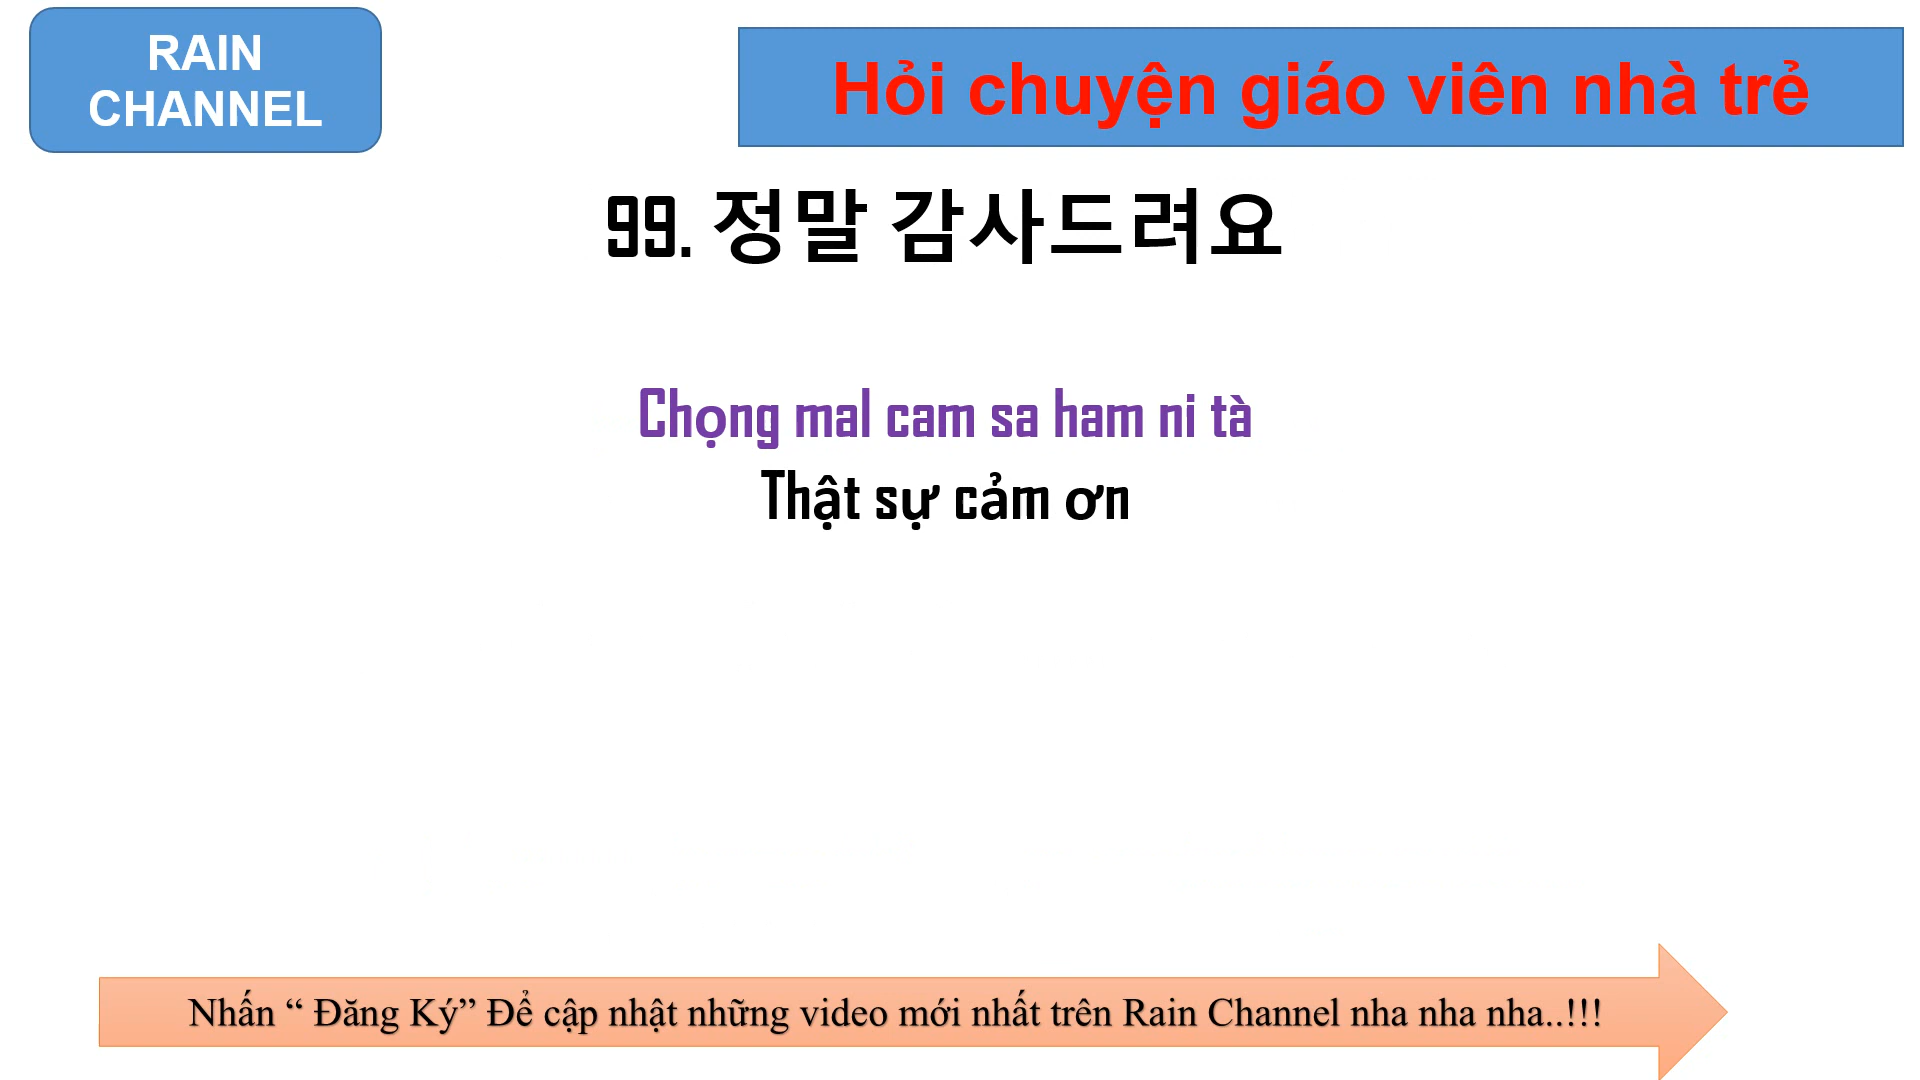 RAIN
CHANNEL
Hỏi chuyện giáo viên nhà trẻ
99. 정말 감사드려요
Chọng mal cam sa ham ni tà
Thật sự cảm ơn
Nhấn “ Đăng Ký” Để cập nhật những video mới nhất trên Rain Channel nha nha nha..!!!